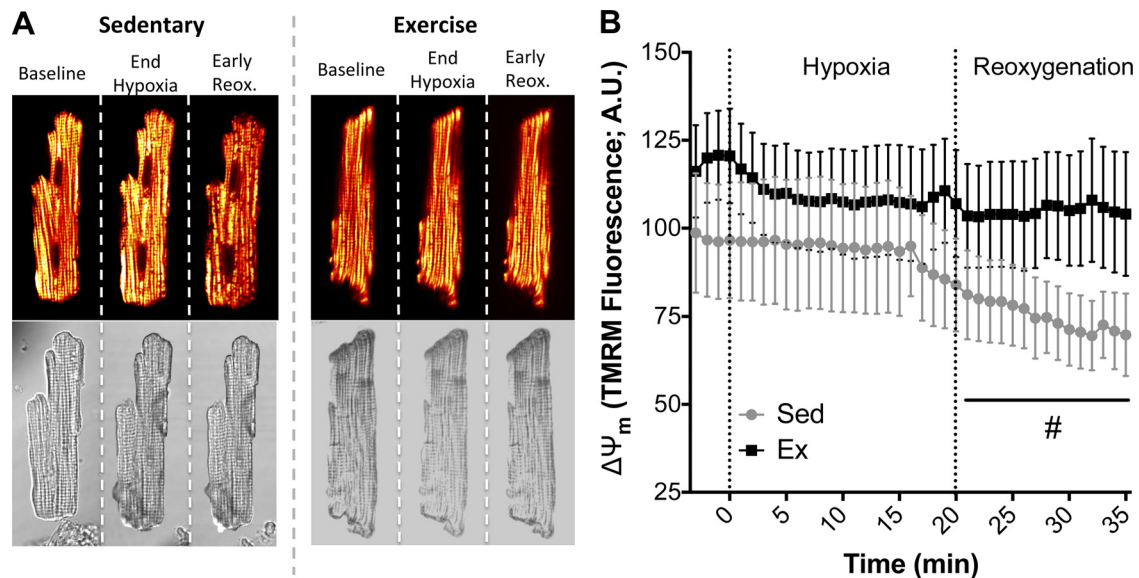 A
Sedentary
Exercise
Baseline
End
Hypoxia
Early
Reox.
Baseline
End
Hypoxia
Early
Reox.
B
ΔΨm (TMRM Fluorescence; A.U.)
150
125
100
75
50
25
Hypoxia
Reoxygenation
Sed
Ex
#
0
5
10
15
20
25
30
35
Time (min)